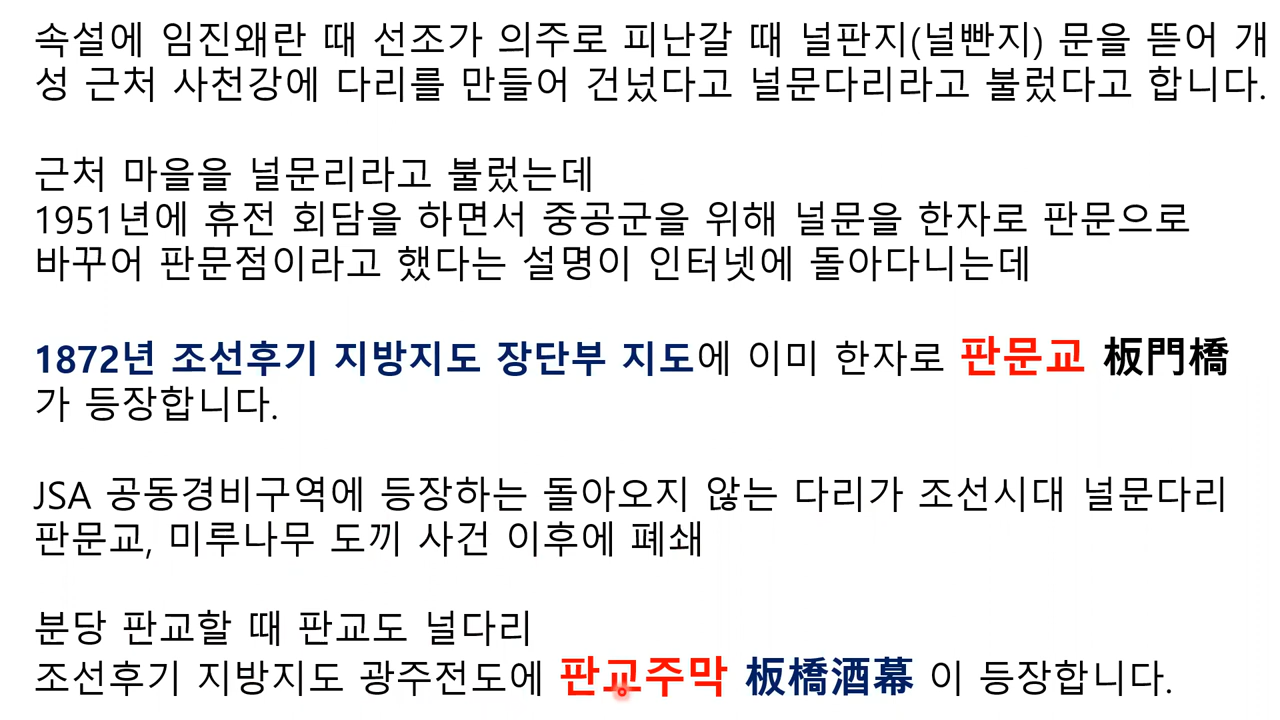 속설에 임진왜란 때 선조가 의주로 피난갈 때 널판지(널빤지) 문을 뜯어 개
성 근처 사천강에 다리를 만들어 건넜다고 널문다리라고 불렀다고 합니다.
근처 마을을 널문리라고 불렀는데
1951년에 휴전 회담을 하면서 중공군을 위해 널문을 한자로 판문으로
바꾸어 판문점이라고 했다는 설명이 인터넷에 돌아다니는데
1872년 조선후기 지방지도 장단부 지도에 이미 한자로 판문교 板門橋
가 등장합니다.
JSA 공동경비구역에 등장하는 돌아오지 않는 다리가 조선시대 널문다리
판문교, 미루나무 도끼 사건 이후에 폐쇄
분당 판교할 때 판교도 널다리
조선후기 지방지도 광주전도에 판교주막 板橋酒幕 이 등장합니다.